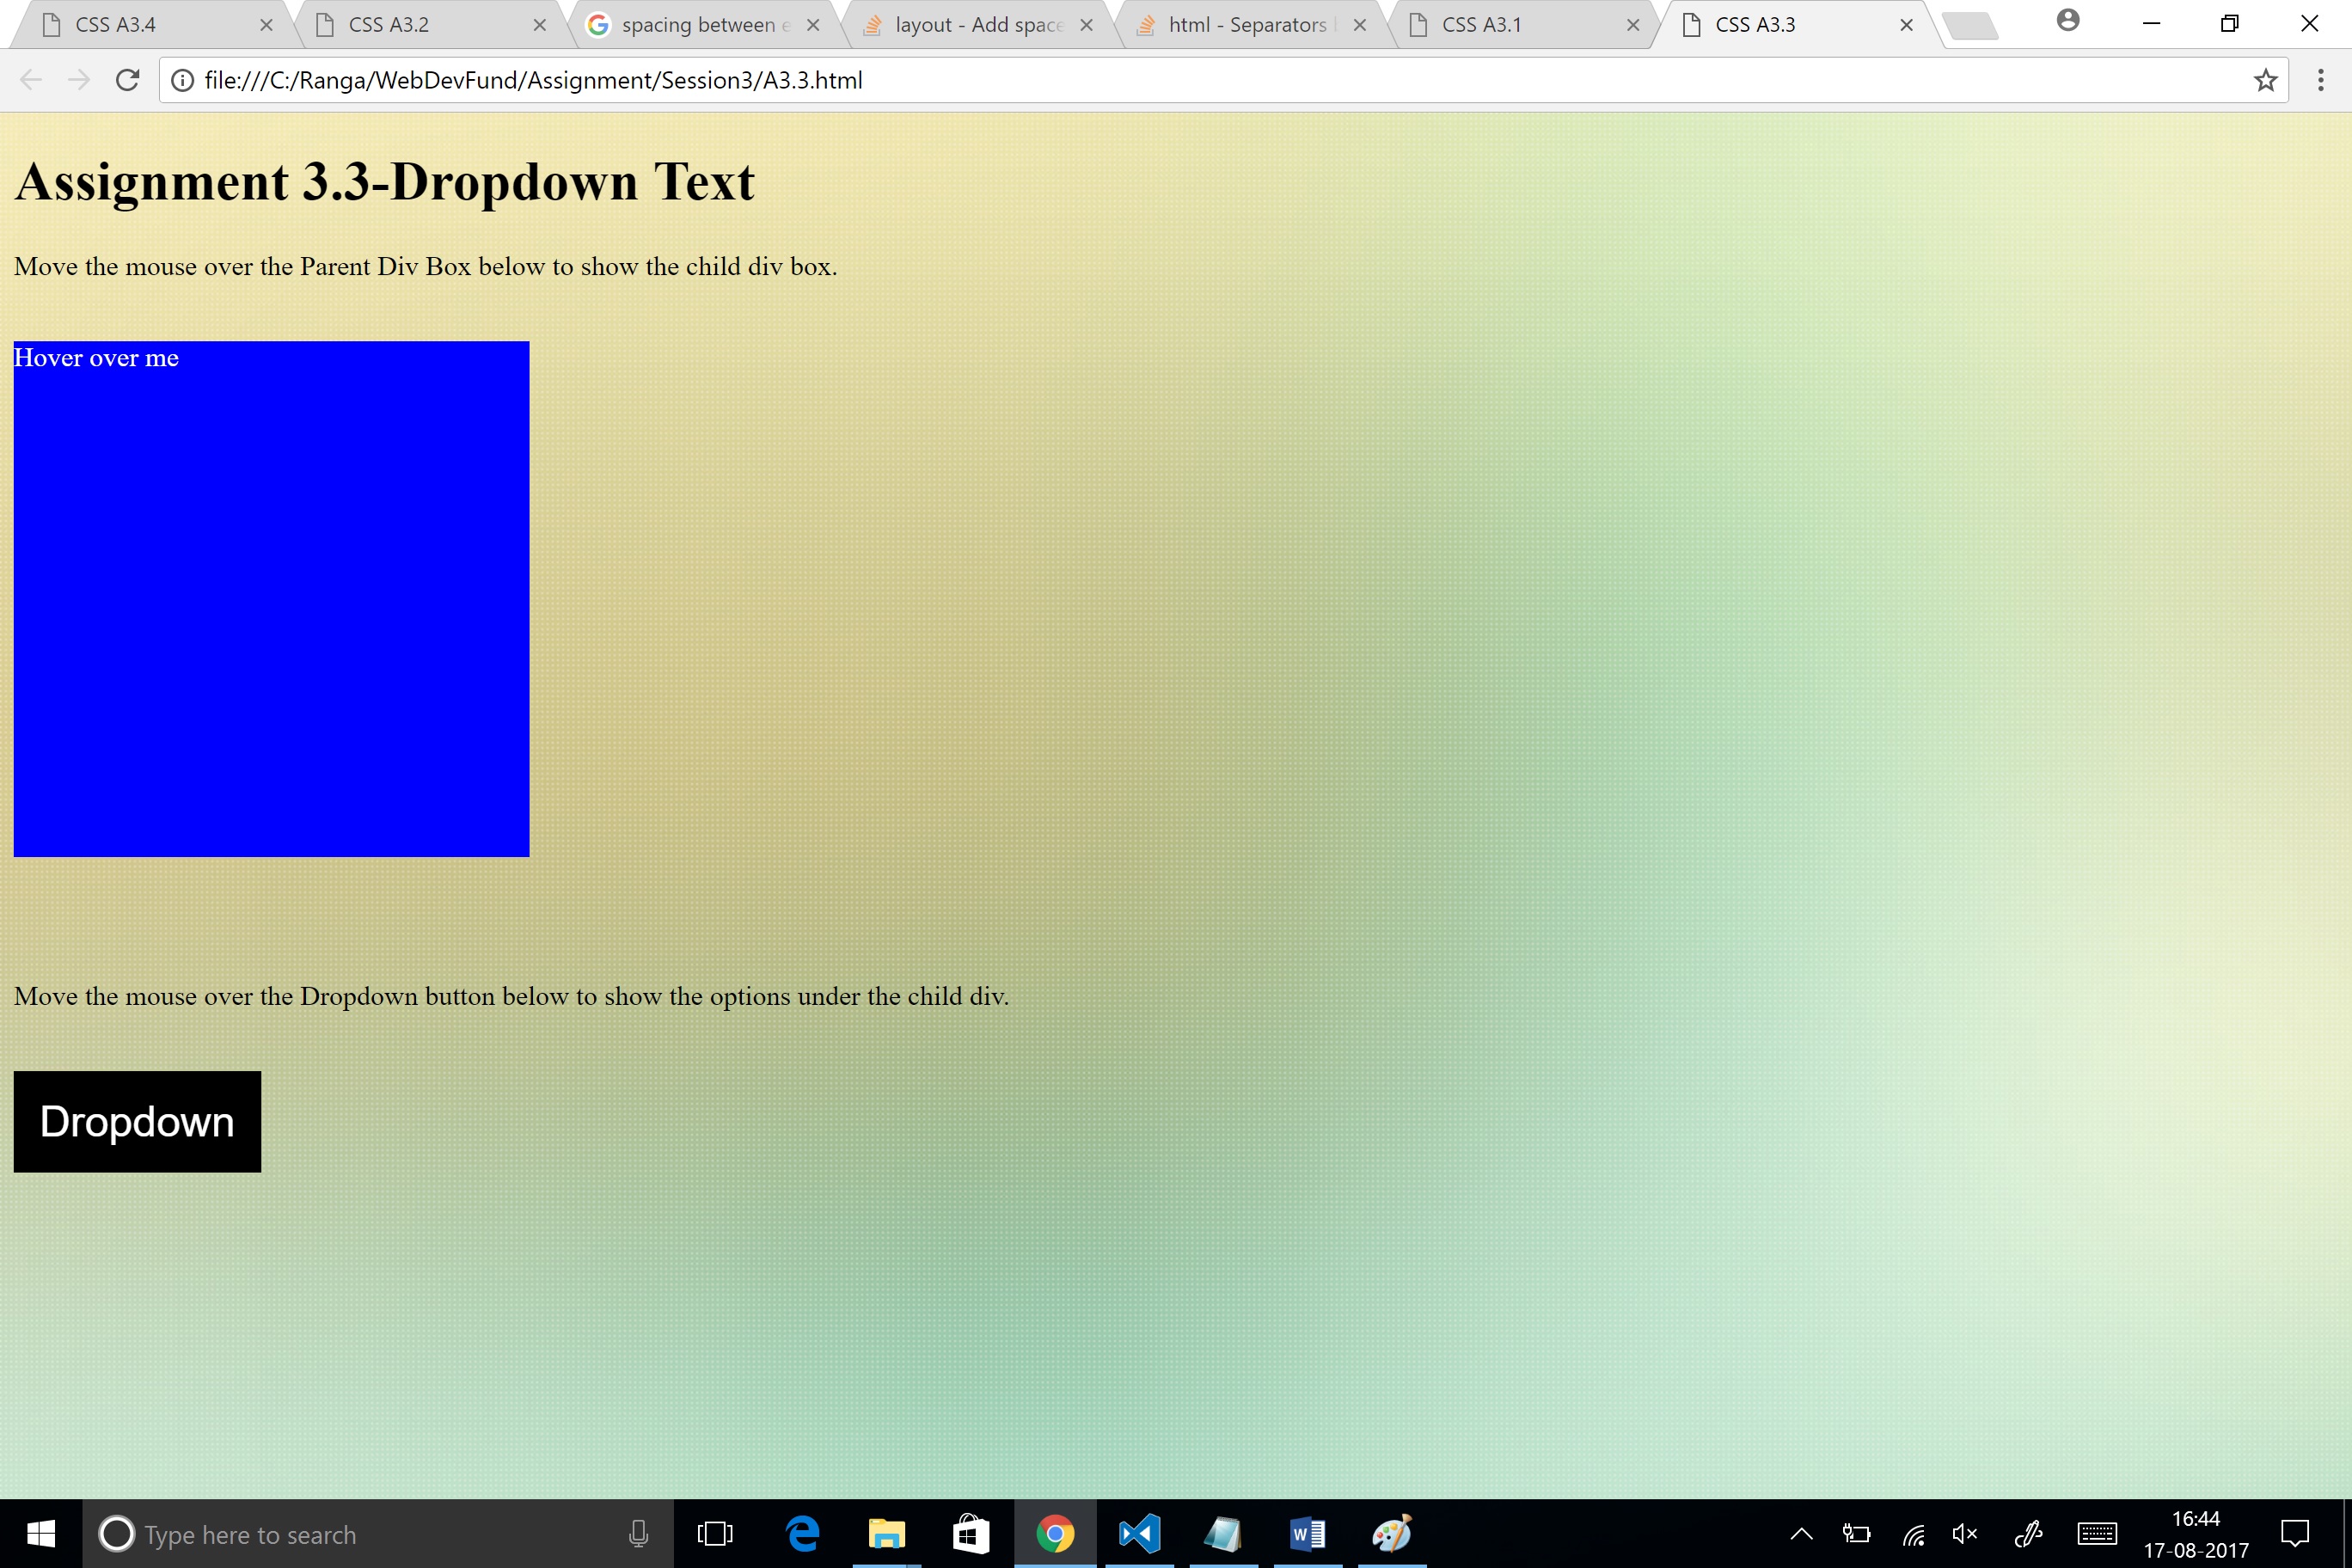 CSS A3.4
CSS A3.2
spacing between e
layout - Add space
html - Separators
CSS A3.1
CSS A3.3
file:///C:/Ranga/WebDevFund/Assignment/Session3/A3.3.html
Assignment 3.3-Dropdown Text
Move the mouse over the Parent Div Box below to show the child div box.
Hover over me
Move the mouse over the Dropdown button below to show the options under the child div.
Dropdown
Type here to search
16:44
17-08-2017